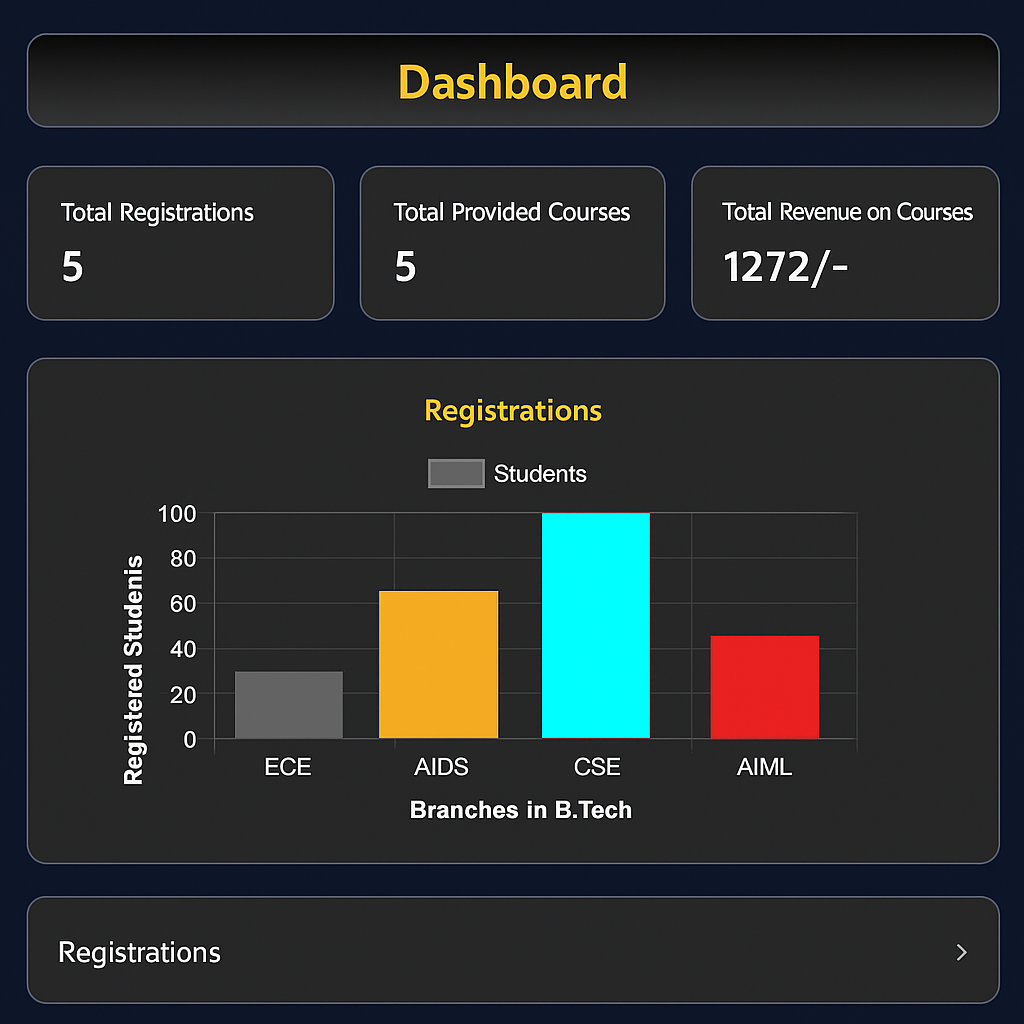 Dashboard
Total Registrations
5
Total Provided Courses
5
Total Revenue on Courses
1272/-
Registrations
Students
100
80
60
40
20
0
Registered Studenis
ECE
AIDS
CSE
AIML
Branches in B.Tech
Registrations